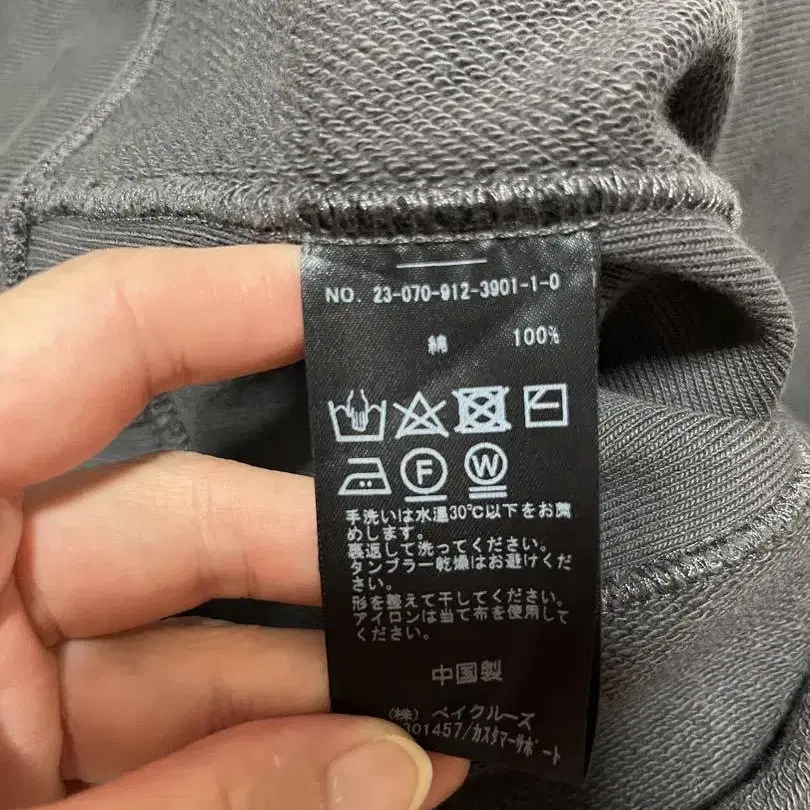 NO. 23-070-912-3901-1-0
綿 100%
F W
手洗いは水温30℃以下をお薦
めします。
裏返して洗ってください。
タンブラー乾燥はお避けくだ
さい。
形を整えて干してください。
アイロンは当て布を使用して
ください。
中国製
(株) ベイクルーズ
301457/カスタマーサポート